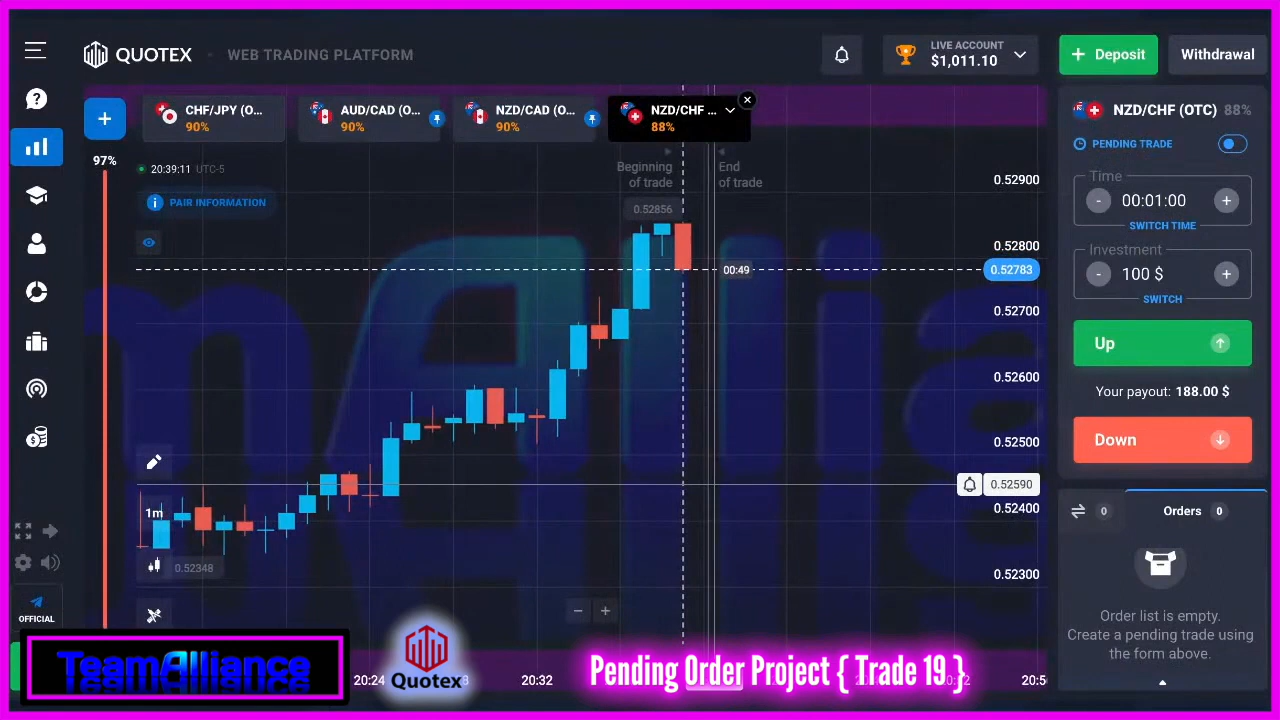 QUOTEX
WEB TRADING PLATFORM
LIVE ACCOUNT
$1,011.10
+ Deposit
Withdrawal
+
CHF/JPY (O...
90%
AUD/CAD (O...
90%
NZD/CAD (O...
90%
NZD/CHF ...
88%
NZD/CHF (OTC) 88%
PENDING TRADE
97%
20:39:11 UTC-5
PAIR INFORMATION
Beginning
of trade
End
of trade
0.52856
0.52900
0.52800
00:49
0.52783
0.52700
0.52600
0.52500
0.52590
0.52400
0.52300
1m
0.52348
Time
- 00:01:00 +
SWITCH TIME
Investment
- 100 $ +
SWITCH
Up
Your payout: 188.00 $
Down
0
Orders 0
Order list is empty.
Create a pending trade using
the form above.
OFFICIAL
TeamAlliance
Quotex
Pending Order Project { Trade 19 }
20:24
20:32
20:5